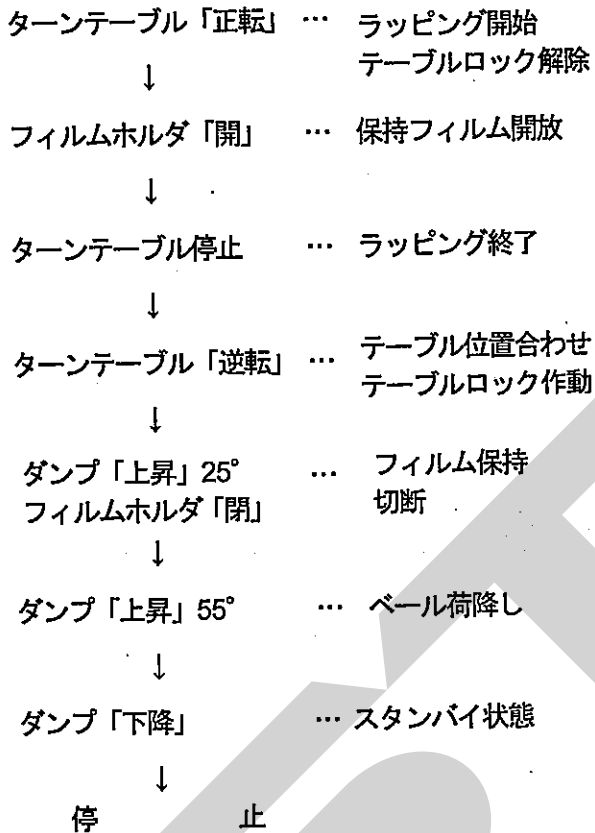 ターンテーブル「正転」 … ラッピング開始
テーブルロック解除
↓
フィルムホルダ「開」 … 保持フィルム開放
↓
ターンテーブル停止 … ラッピング終了
↓
ターンテーブル「逆転」 … テーブル位置合わせ
テーブルロック作動
↓
ダンプ「上昇」25° … フィルム保持
フィルムホルダ「閉」 切断
↓
ダンプ「上昇」55° … ベール荷降し
↓
ダンプ「下降」 … スタンバイ状態
↓
停 止